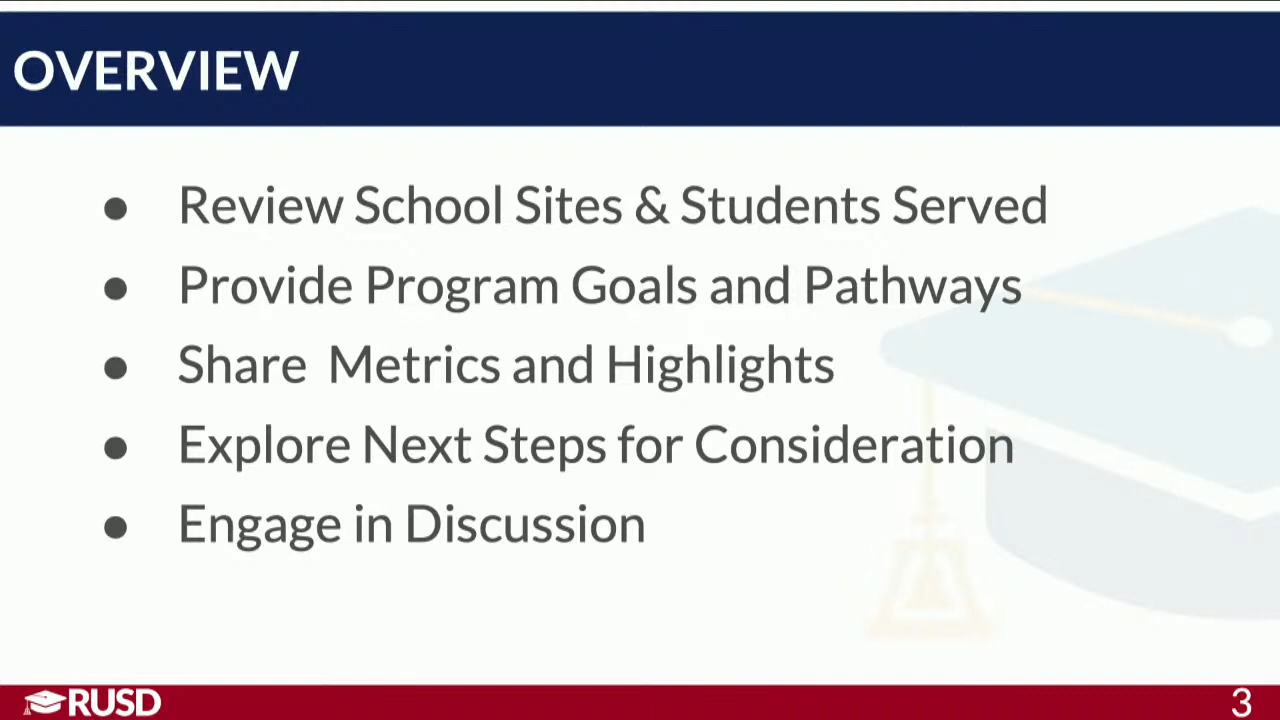 OVERVIEW
● Review School Sites & Students Served
● Provide Program Goals and Pathways
● Share  Metrics and Highlights
● Explore Next Steps for Consideration
● Engage in Discussion
RUSD
3